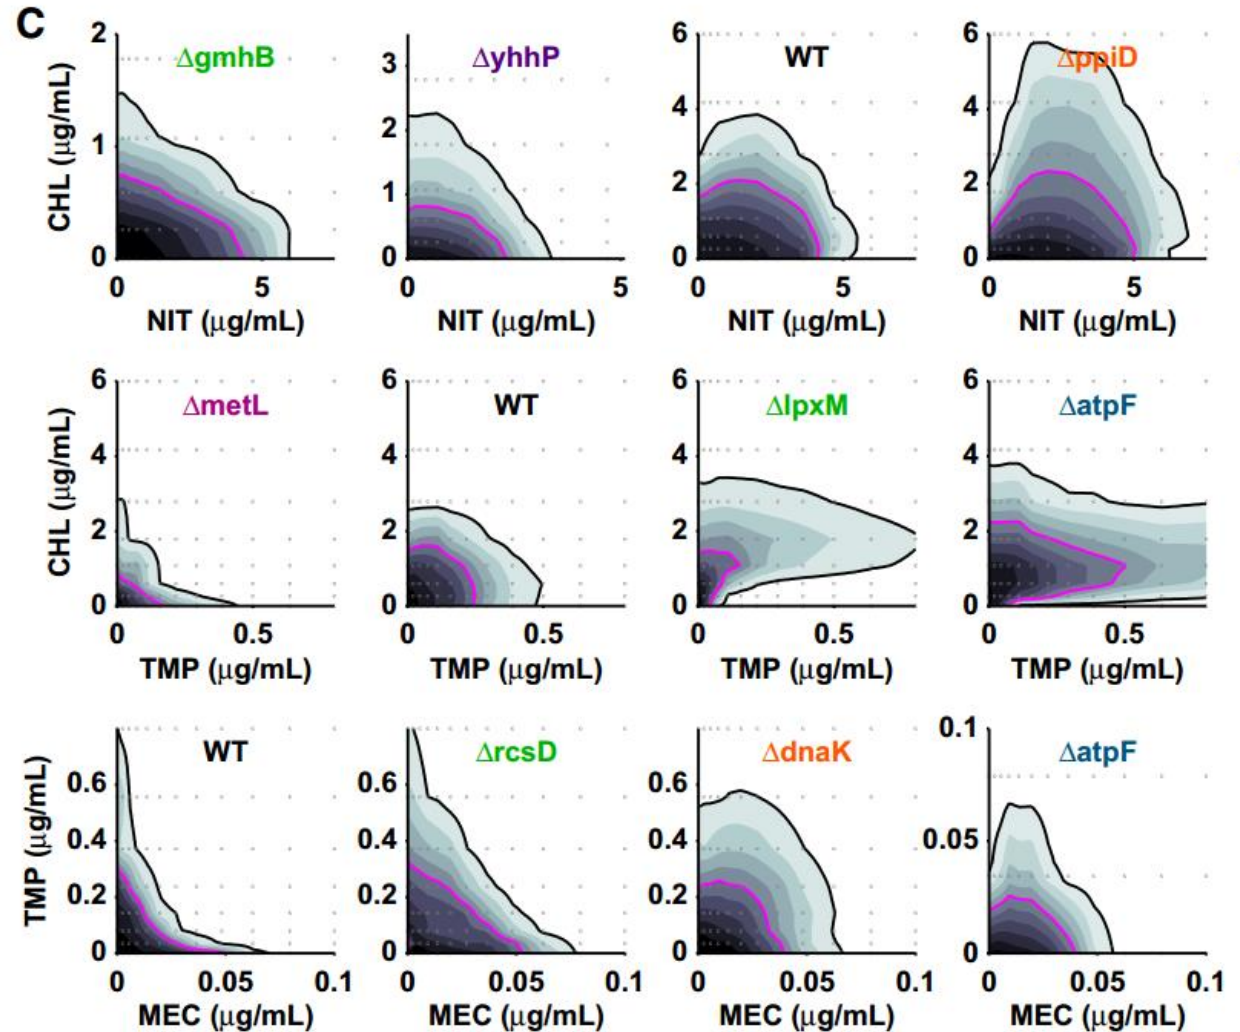 C
ΔgmhB
ΔyhhP
WT
ΔppiD
CHL (μg/mL)
2
1
0
3
2
1
0
6
4
2
0
6
4
2
0
0 5
0 5
0 5
0 5
NIT (μg/mL)
NIT (μg/mL)
NIT (μg/mL)
NIT (μg/mL)
ΔmetL
WT
ΔlpxM
ΔatpF
CHL (μg/mL)
6
4
2
0
6
4
2
0
6
4
2
0
6
4
2
0
0 0.5
0 0.5
0 0.5
0 0.5
TMP (μg/mL)
TMP (μg/mL)
TMP (μg/mL)
TMP (μg/mL)
WT
ΔrcsD
ΔdnaK
ΔatpF
TMP (μg/mL)
0.6
0.4
0.2
0
0.6
0.4
0.2
0
0.6
0.4
0.2
0
0.1
0.05
0
0 0.05 0.1
0 0.05 0.1
0 0.05 0.1
0 0.05 0.1
MEC (μg/mL)
MEC (μg/mL)
MEC (μg/mL)
MEC (μg/mL)